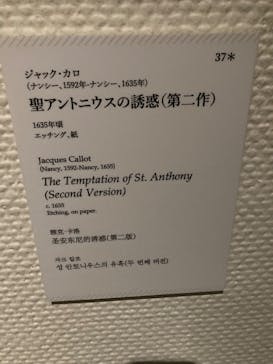 37*
ジャック・カロ
(ナンシー、1592年-ナンシー、1635年)
聖アントニウスの誘惑(第二作)
1635年頃
エッチング、紙
Jacques Callot
(Nancy, 1592-Nancy, 1635)
The Temptation of St. Anthony
(Second Version)
c. 1635
Etching, on paper
雅克·卡洛
圣安东尼的诱惑(第二版)
자크 칼로
성 안토니우스의 유혹(두 번째 버전)